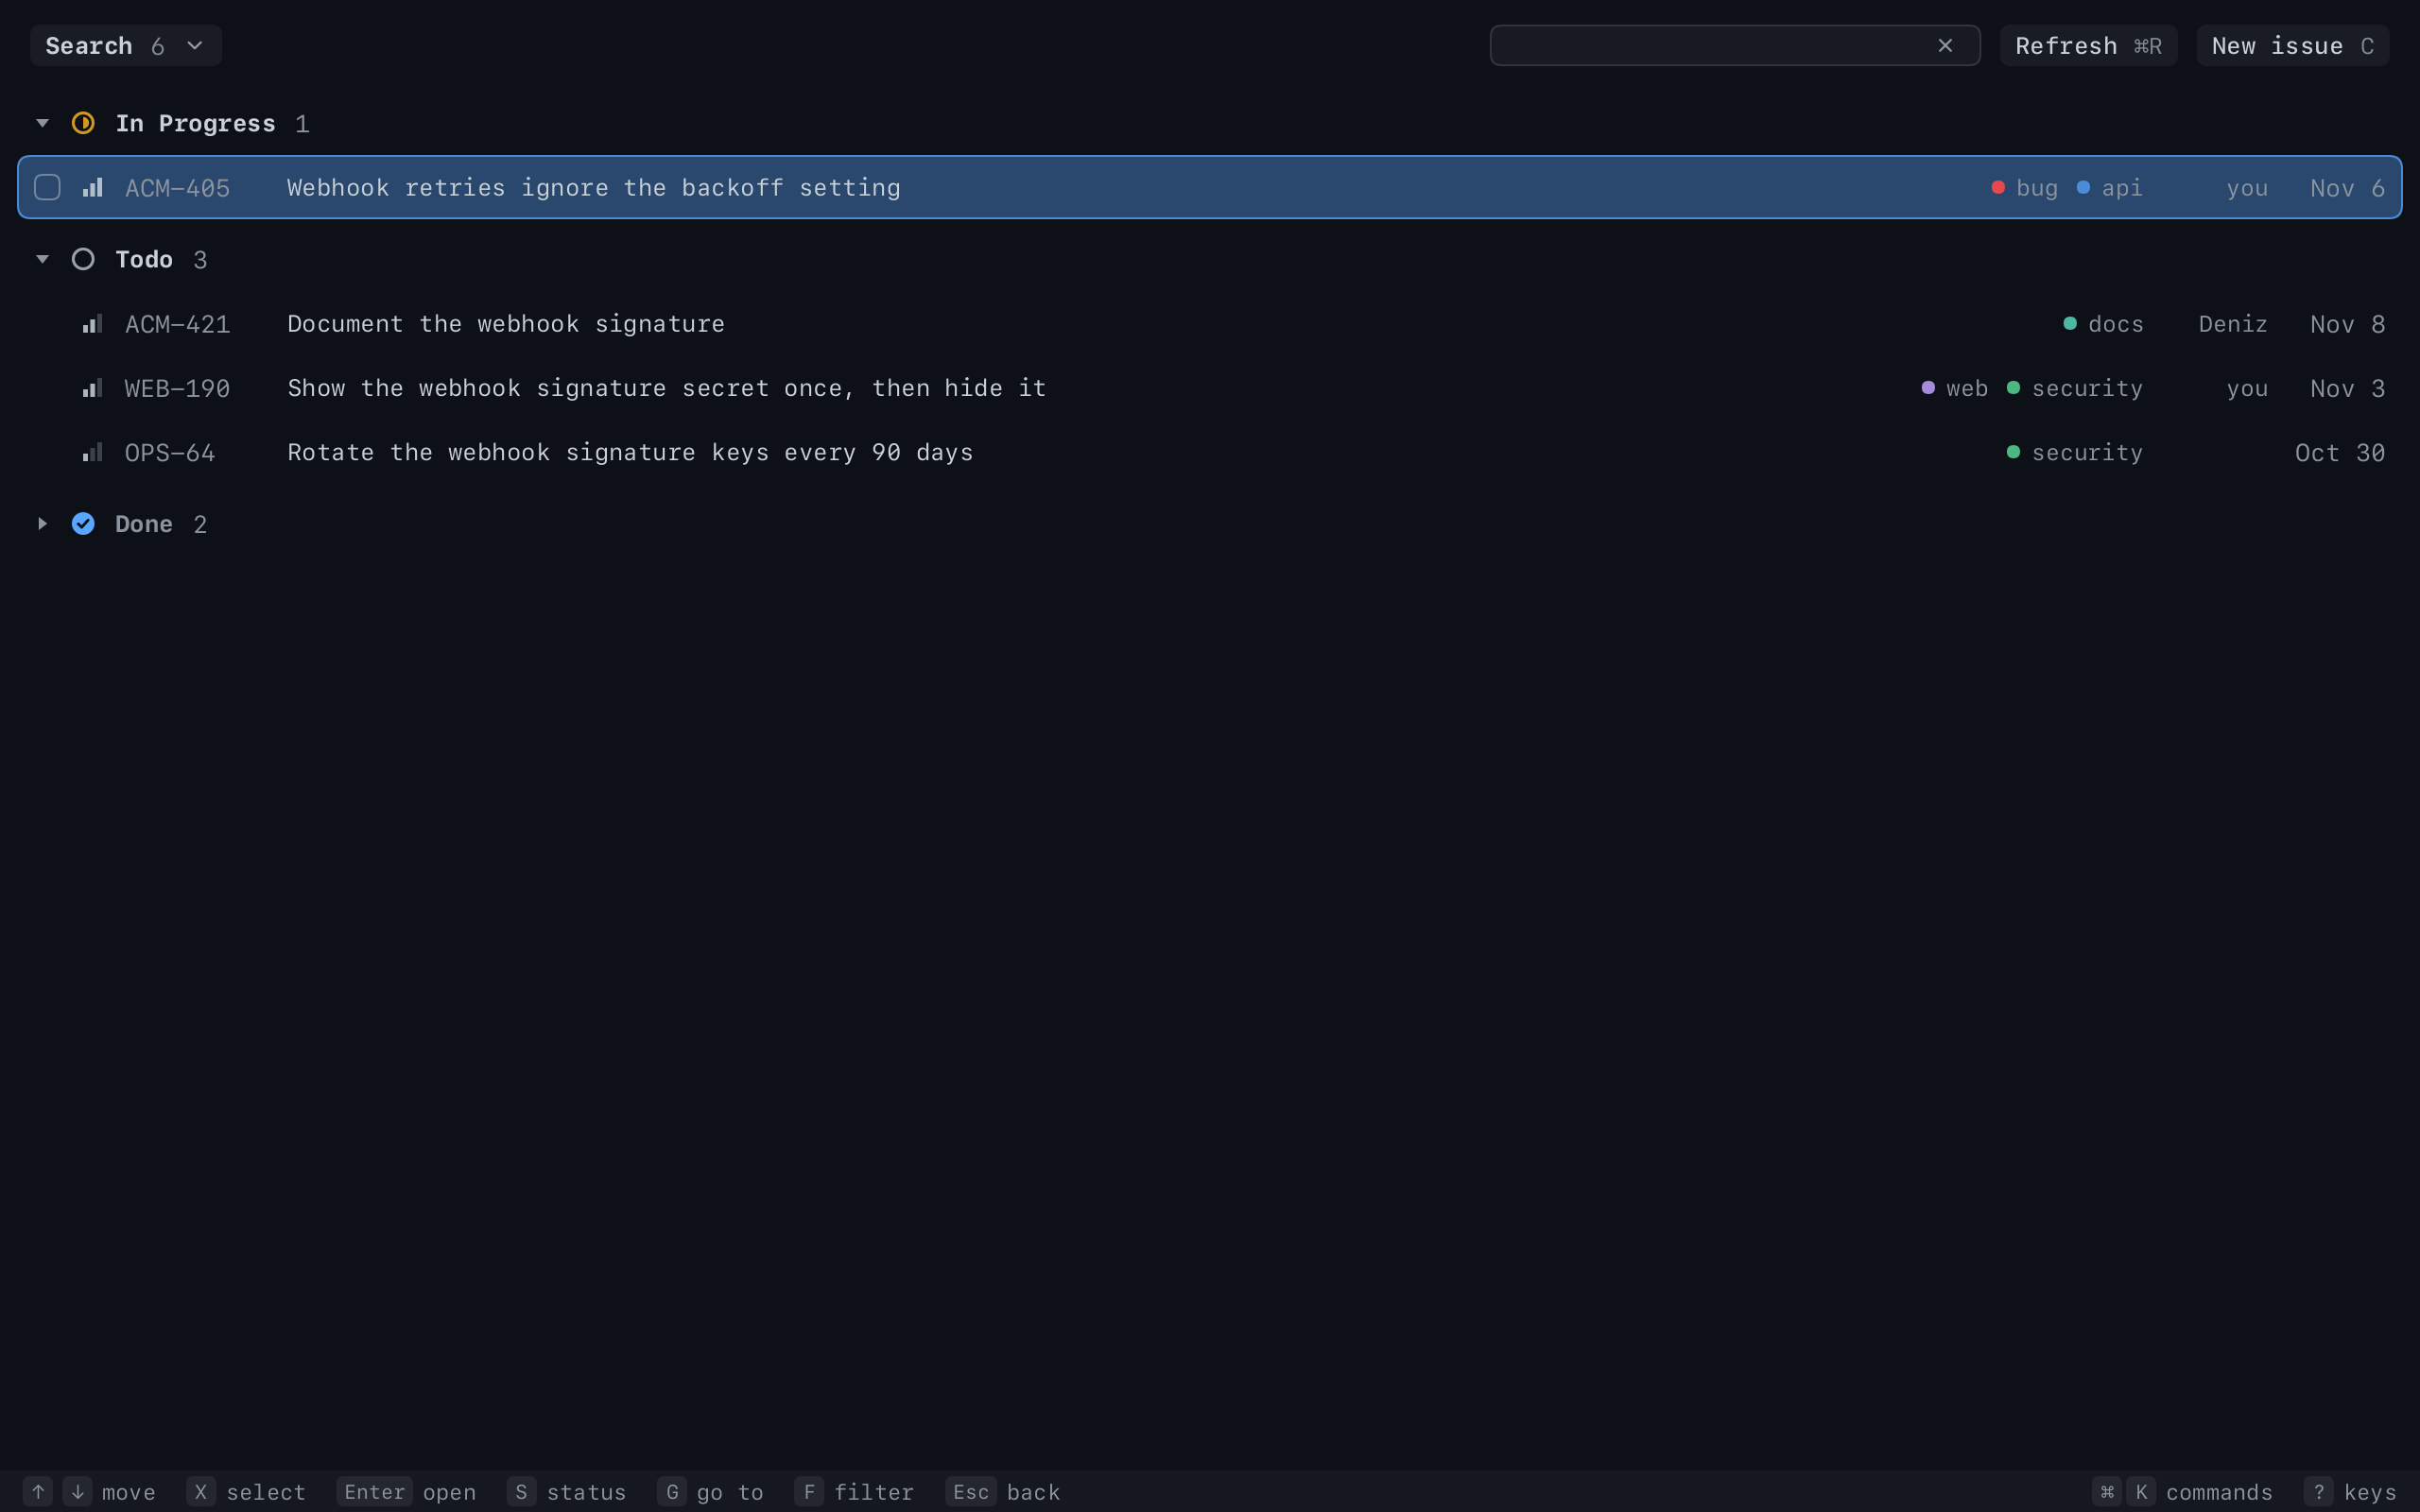 Search 6 Refresh ⌘R New issue C
In Progress 1
ACM-405 Webhook retries ignore the backoff setting bug api you Nov 6
Todo 3
ACM-421 Document the webhook signature docs Deniz Nov 8
WEB-190 Show the webhook signature secret once, then hide it web security you Nov 3
OPS-64 Rotate the webhook signature keys every 90 days security Oct 30
Done 2
↑ ↓ move X select Enter open S status G go to F filter Esc back ⌘ K commands ? keys